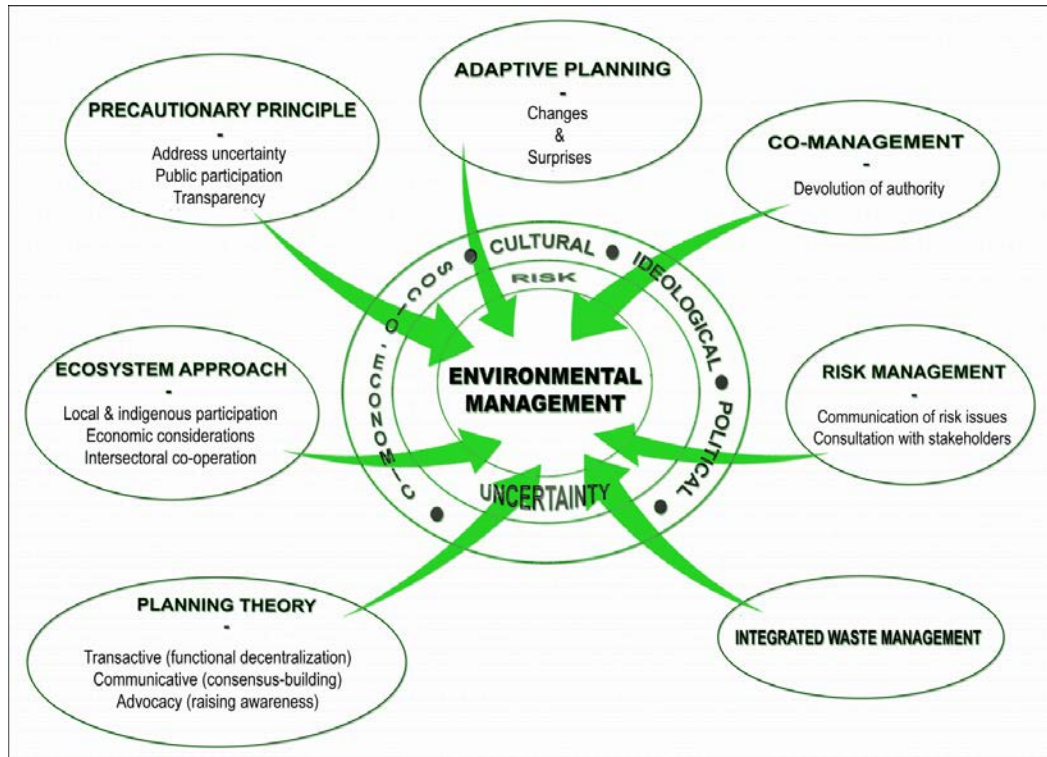 PRECAUTIONARY PRINCIPLE
-
Address uncertainty
Public participation
Transparency
ADAPTIVE PLANNING
-
Changes
&
Surprises
CO-MANAGEMENT
-
Devolution of authority
SOCIO-ECONOMIC ● CULTURAL ● IDEOLOGICAL ● POLITICAL ●
RISK
ENVIRONMENTAL
MANAGEMENT
UNCERTAINTY
ECOSYSTEM APPROACH
-
Local & indigenous participation
Economic considerations
Intersectoral co-operation
RISK MANAGEMENT
-
Communication of risk issues
Consultation with stakeholders
PLANNING THEORY
-
Transactive (functional decentralization)
Communicative (consensus-building)
Advocacy (raising awareness)
INTEGRATED WASTE MANAGEMENT